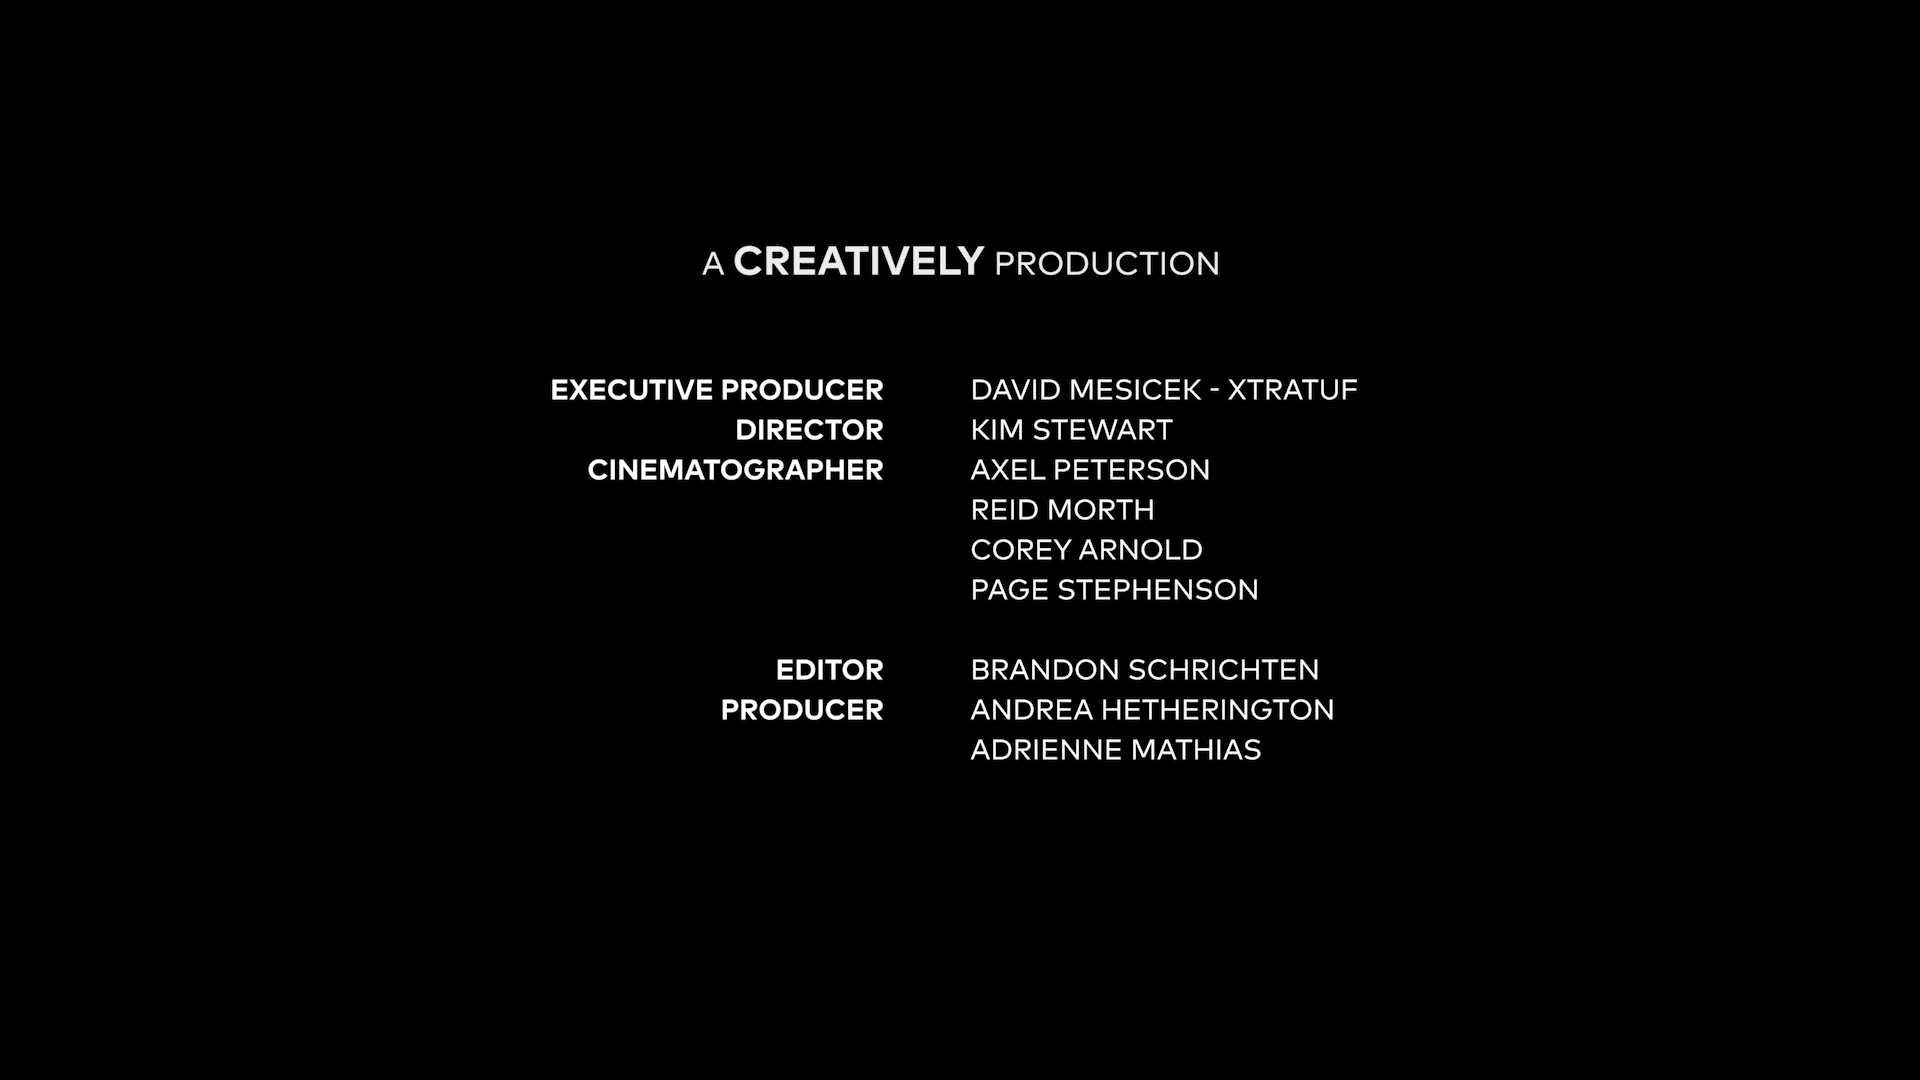 A CREATIVELY PRODUCTION
EXECUTIVE PRODUCER DAVID MESICEK - XTRATUF
DIRECTOR KIM STEWART
CINEMATOGRAPHER AXEL PETERSON
REID MORTH
COREY ARNOLD
PAGE STEPHENSON
EDITOR BRANDON SCHRICHTEN
PRODUCER ANDREA HETHERINGTON
ADRIENNE MATHIAS